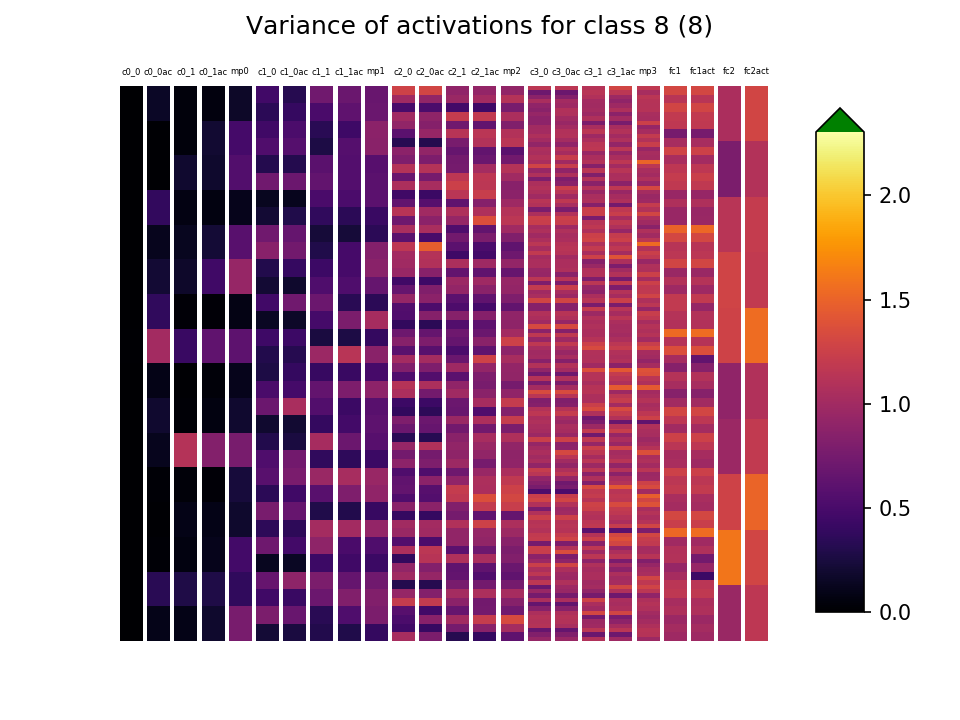 Variance of activations for class 8 (8)
c0_0 c0_0ac c0_1 c0_1ac mp0 c1_0 c1_0ac c1_1 c1_1ac mp1 c2_0 c2_0ac c2_1 c2_1ac mp2 c3_0 c3_0ac c3_1 c3_1ac mp3 fc1 fc1act fc2 fc2act
2.0
1.5
1.0
0.5
0.0